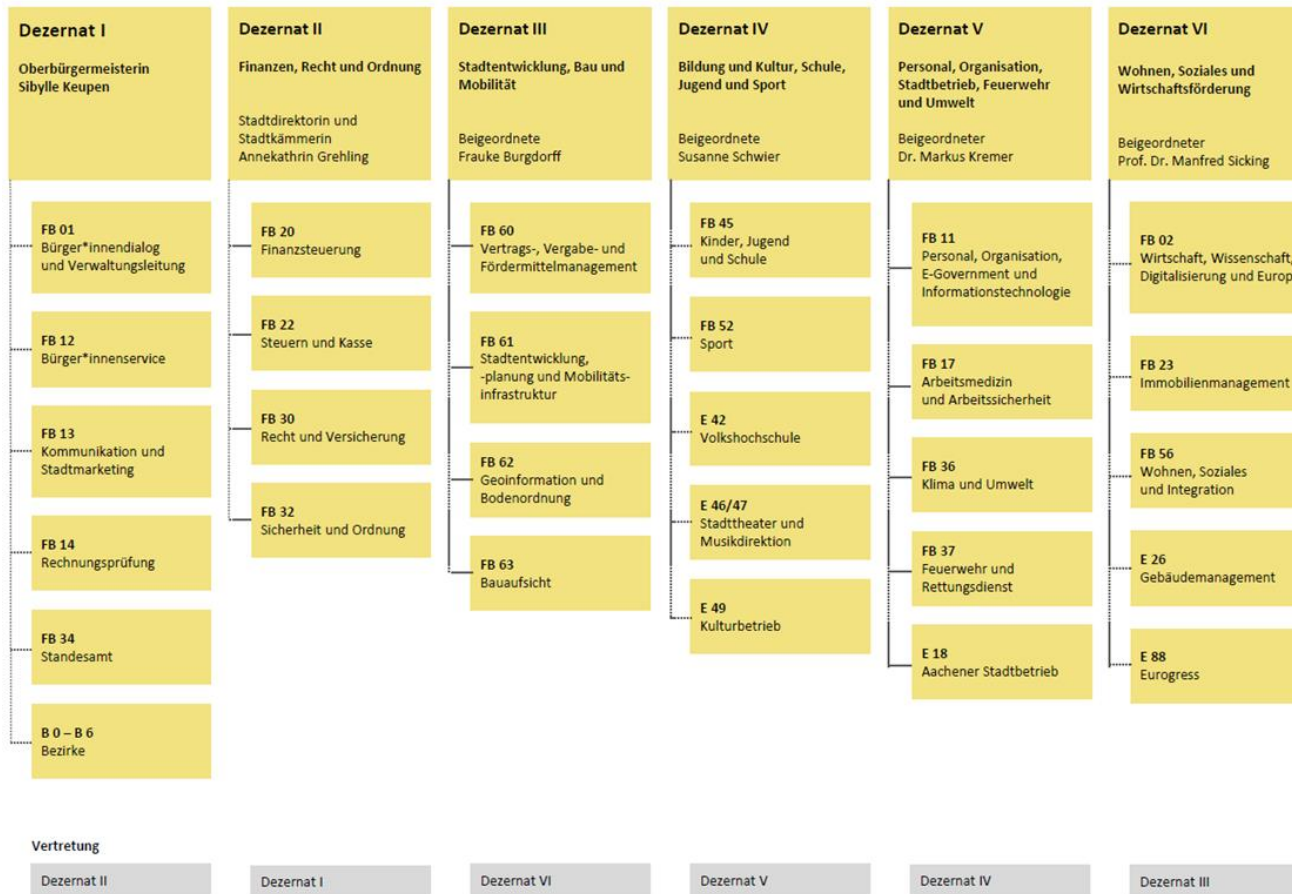 Dezernat I
Oberbürgermeisterin
Sibylle Keupen
FB 01
Bürger*innendialog
und Verwaltungsleitung
FB 12
Bürger*innenservice
FB 13
Kommunikation und
Stadtmarketing
FB 14
Rechnungsprüfung
FB 34
Standesamt
B 0 – B 6
Bezirke
Dezernat II
Finanzen, Recht und Ordnung
Stadtdirektorin und
Stadtkämmerin
Annekathrin Grehling
FB 20
Finanzsteuerung
FB 22
Steuern und Kasse
FB 30
Recht und Versicherung
FB 32
Sicherheit und Ordnung
Dezernat III
Stadtentwicklung, Bau und
Mobilität
Beigeordnete
Frauke Burgdorff
FB 60
Vertrags-, Vergabe- und
Fördermittelmanagement
FB 61
Stadtentwicklung,
-planung und Mobilitäts-
infrastruktur
FB 62
Geoinformation und
Bodenordnung
FB 63
Bauaufsicht
Dezernat IV
Bildung und Kultur, Schule,
Jugend und Sport
Beigeordnete
Susanne Schwier
FB 45
Kinder, Jugend
und Schule
FB 52
Sport
E 42
Volkshochschule
E 46/47
Stadttheater und
Musikdirektion
E 49
Kulturbetrieb
Dezernat V
Personal, Organisation,
Stadtbetrieb, Feuerwehr
und Umwelt
Beigeordneter
Dr. Markus Kremer
FB 11
Personal, Organisation,
E-Government und
Informationstechnologie
FB 17
Arbeitsmedizin
und Arbeitssicherheit
FB 36
Klima und Umwelt
FB 37
Feuerwehr und
Rettungsdienst
E 18
Aachener Stadtbetrieb
Dezernat VI
Wohnen, Soziales und
Wirtschaftsförderung
Beigeordneter
Prof. Dr. Manfred Sicking
FB 02
Wirtschaft, Wissenschaft,
Digitalisierung und Europ
FB 23
Immobilienmanagement
FB 56
Wohnen, Soziales
und Integration
E 26
Gebäudemanagement
E 88
Eurogress
Vertretung
Dezernat II
Dezernat I
Dezernat VI
Dezernat V
Dezernat IV
Dezernat III